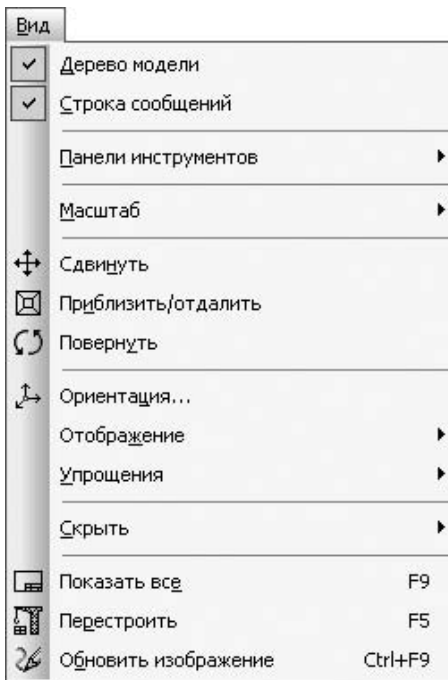 Вид
Дерево модели
Строка сообщений
Панели инструментов
Масштаб
Сдвинуть
Приблизить/отдалить
Повернуть
Ориентация...
Отображение
Упрощения
Скрыть
Показать все F9
Перестроить F5
Обновить изображение Ctrl+F9